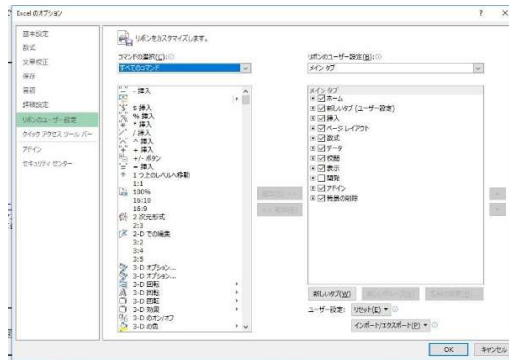 Excel のオプション
? ×
基本設定
数式
文章校正
保存
言語
詳細設定
リボンのユーザー設定
クイック アクセス ツール バー
アドイン
セキュリティ センター
リボンをカスタマイズします。
コマンドの選択(C):
すべてのコマンド
- 挿入
$ 挿入
% 挿入
* 挿入
/ 挿入
^ 挿入
+ 挿入
+/- ボタン
= 挿入
1 つ上のレベルへ移動
1:1
100%
16:10
16:9
2 次元形式
2:3
2-D での編集
3:2
3:4
3:5
3-D オプション...
3-D オプション...
3-D 回転
3-D 回転
3-D 回転
3-D 効果
3-D のオン/オフ
3-D の色
リボンのユーザー設定(B):
メイン タブ
メイン タブ
ホーム
新しいタブ (ユーザー設定)
挿入
ページ レイアウト
数式
データ
校閲
表示
開発
アドイン
背景の削除
新しいタブ(W)
ユーザー設定: リセット(E)
インポート/エクスポート(P)
OK
キャンセル